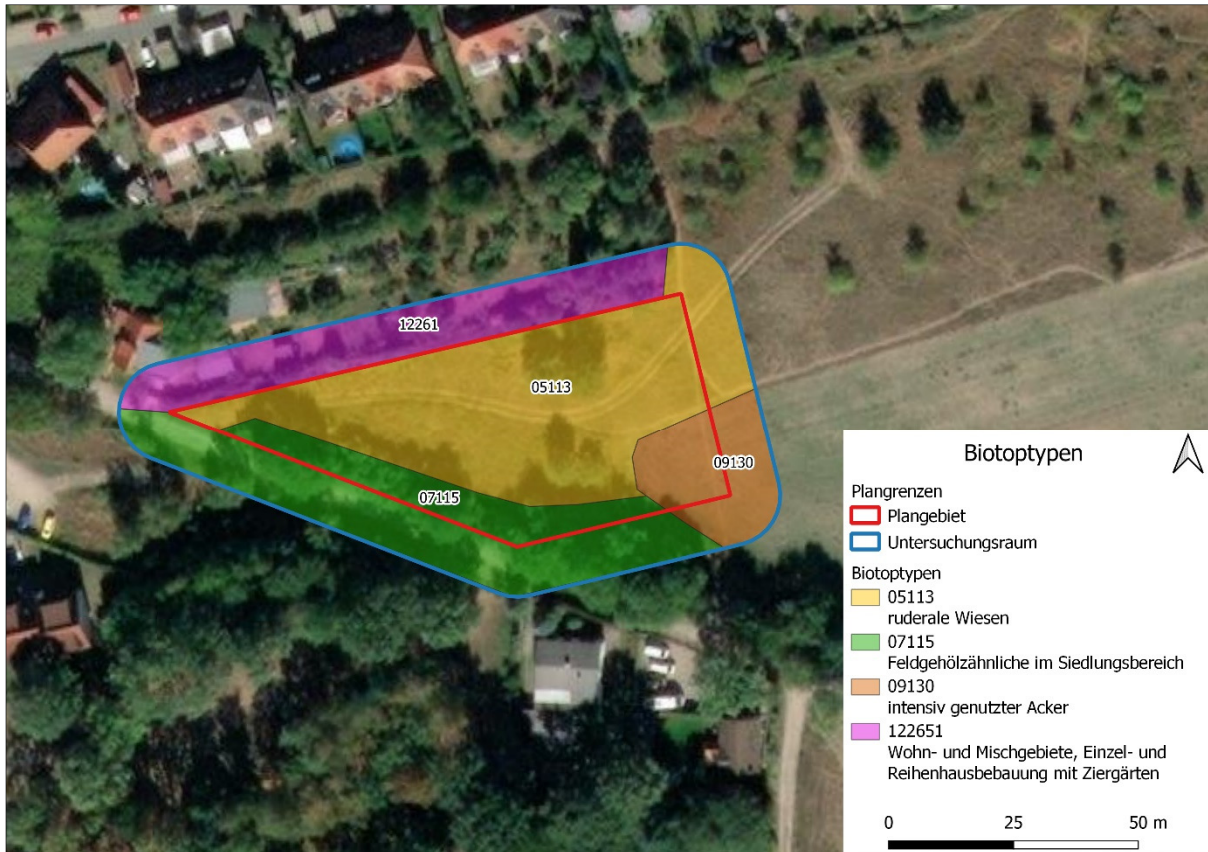 12261
05113
09130
07115
Biotoptypen
Plangrenzen
Plangebiet
Untersuchungsraum
Biotoptypen
05113
ruderale Wiesen
07115
Feldgehölzähnliche im Siedlungsbereich
09130
intensiv genutzter Acker
122651
Wohn- und Mischgebiete, Einzel- und
Reihenhausbebauung mit Ziergärten
0 25 50 m